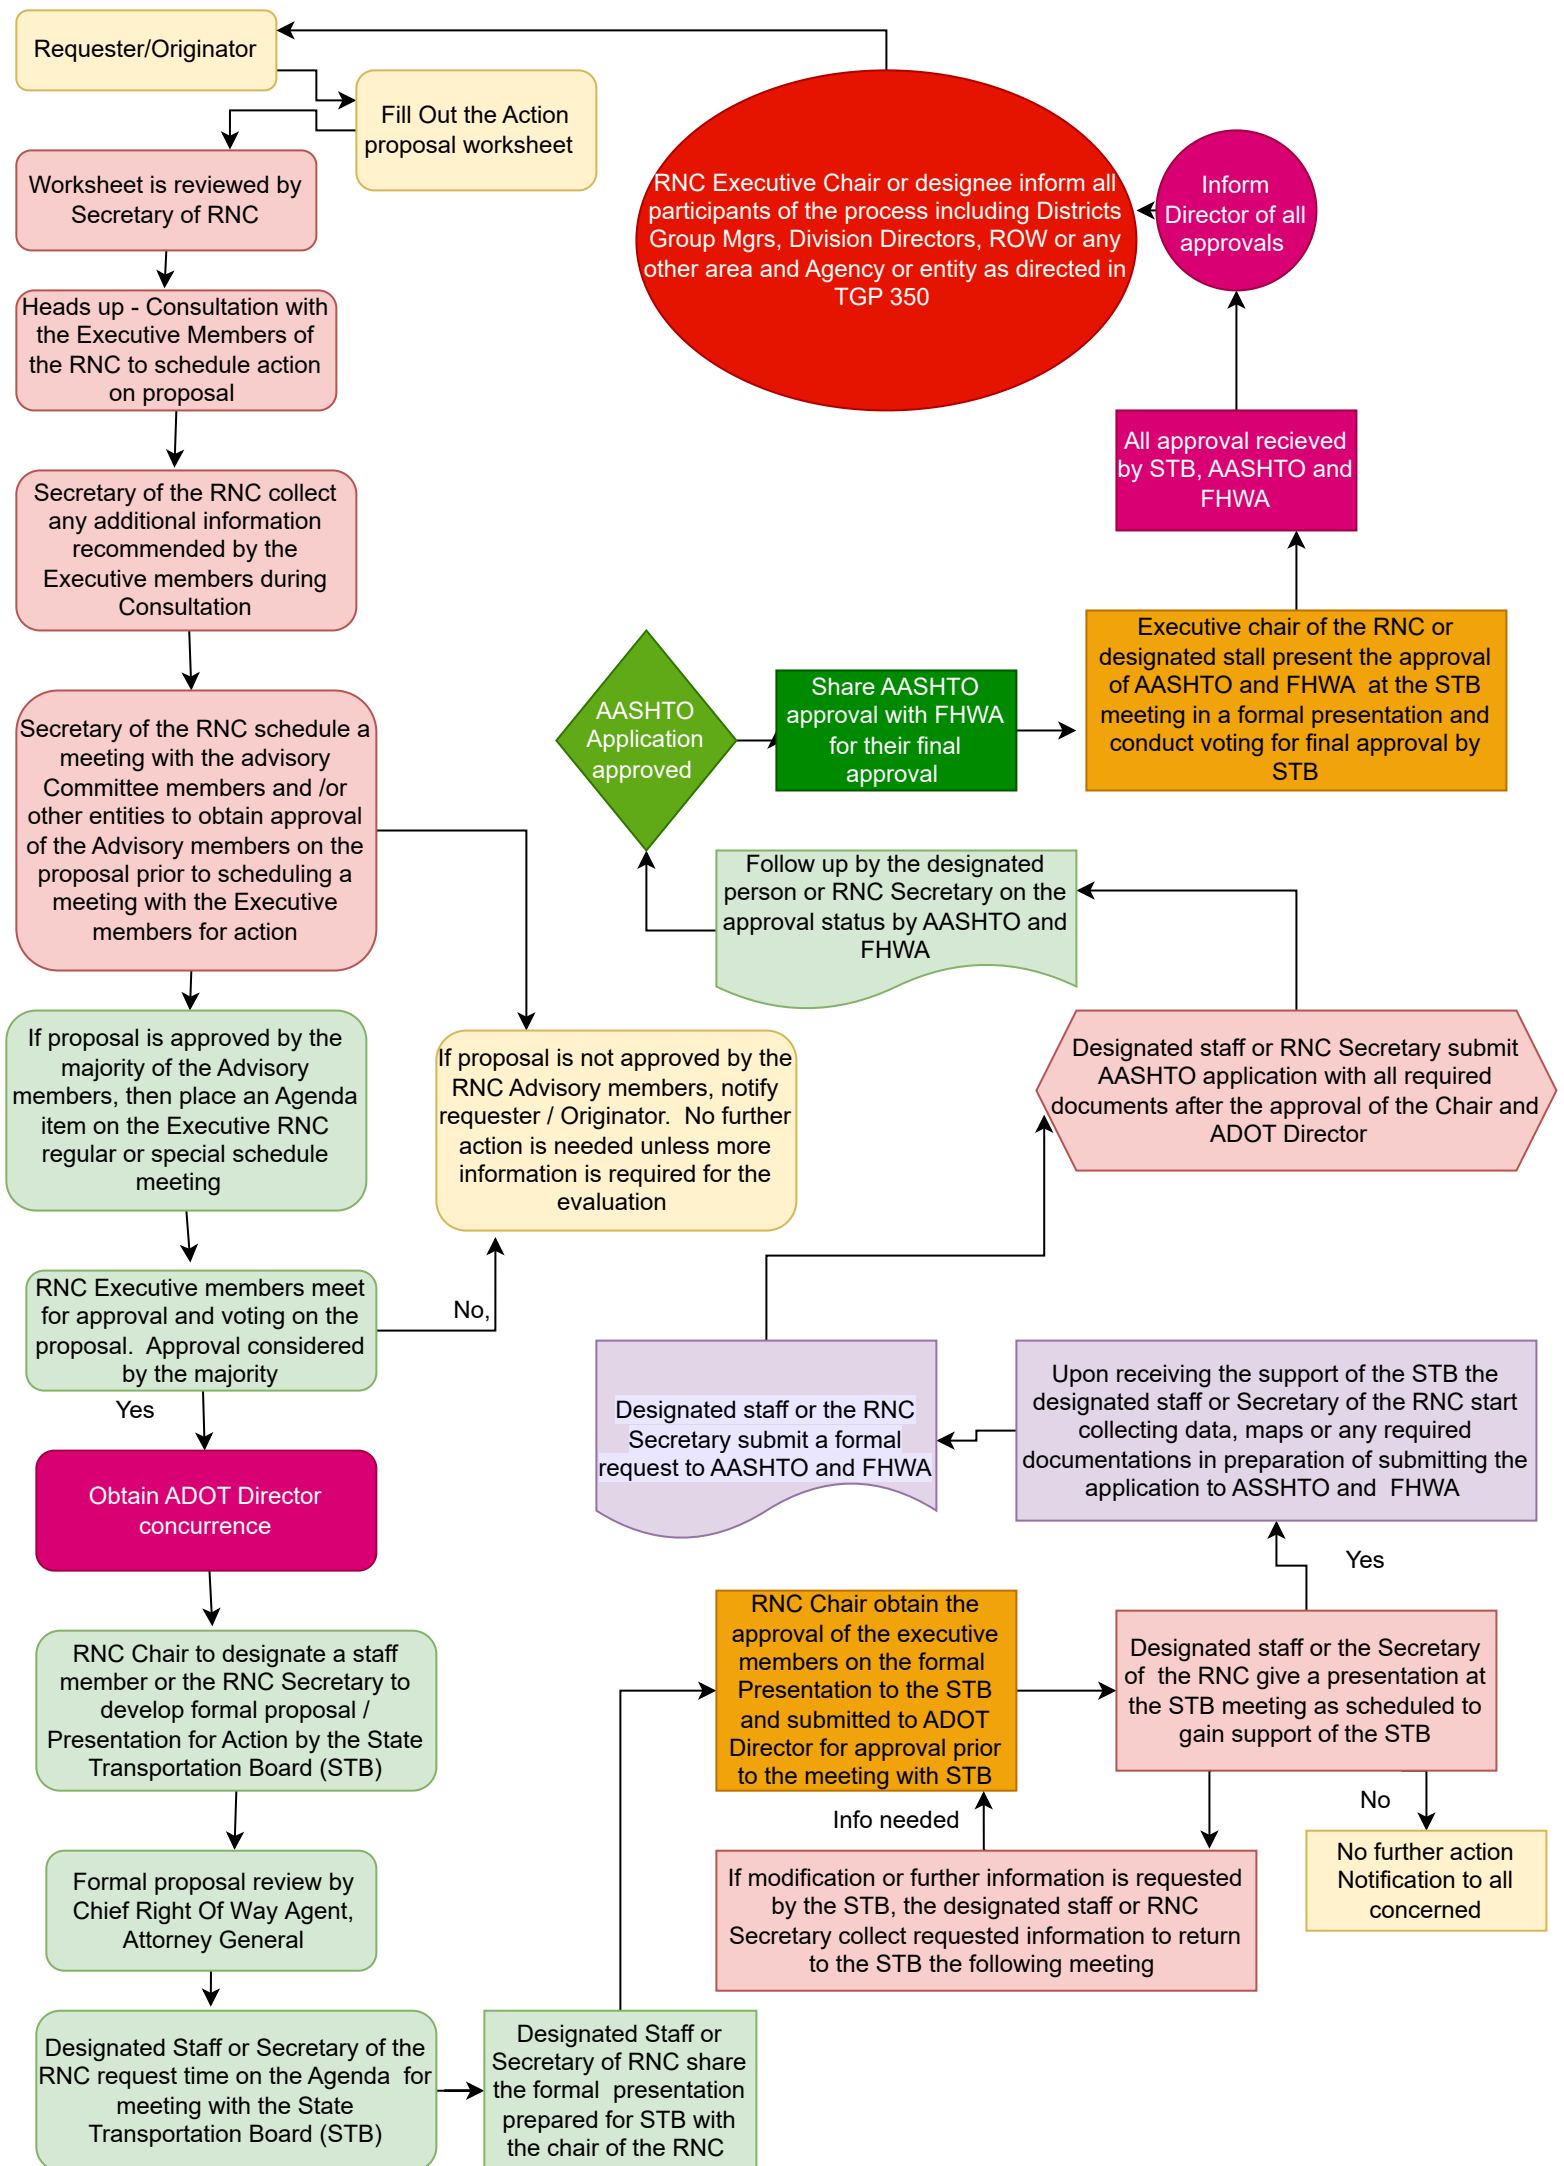 Requester/Originator
Fill Out the Action
proposal worksheet
Worksheet is reviewed by
Secretary of RNC
Heads up - Consultation with
the Executive Members of
the RNC to schedule action
on proposal
Secretary of the RNC collect
any additional information
recommended by the
Executive members during
Consultation
Secretary of the RNC schedule a
meeting with the advisory
Committee members and /or
other entities to obtain approval
of the Advisory members on the
proposal prior to scheduling a
meeting with the Executive
members for action
If proposal is approved by the
majority of the Advisory
members, then place an Agenda
item on the Executive RNC
regular or special schedule
meeting
If proposal is not approved by the
RNC Advisory members, notify
requester / Originator.  No further
action is needed unless more
information is required for the
evaluation
RNC Executive members meet
for approval and voting on the
proposal.  Approval considered
by the majority
No,
Yes
Obtain ADOT Director
concurrence
RNC Chair to designate a staff
member or the RNC Secretary to
develop formal proposal /
Presentation for Action by the State
Transportation Board (STB)
Formal proposal review by
Chief Right Of Way Agent,
Attorney General
Designated Staff or Secretary of the
RNC request time on the Agenda  for
meeting with the State
Transportation Board (STB)
Designated Staff or
Secretary of RNC share
the formal  presentation
prepared for STB with
the chair of the RNC
RNC Chair obtain the
approval of the executive
members on the formal
Presentation to the STB
and submitted to ADOT
Director for approval prior
to the meeting with STB
Info needed
If modification or further information is requested
by the STB, the designated staff or RNC
Secretary collect requested information to return
to the STB the following meeting
Designated staff or the Secretary
of  the RNC give a presentation at
the STB meeting as scheduled to
gain support of the STB
No
No further action
Notification to all
concerned
Yes
Upon receiving the support of the STB the
designated staff or Secretary of the RNC start
collecting data, maps or any required
documentations in preparation of submitting the
application to ASSHTO and  FHWA
Designated staff or the RNC
Secretary submit a formal
request to AASHTO and FHWA
Designated staff or RNC Secretary submit
AASHTO application with all required
documents after the approval of the Chair and
ADOT Director
Follow up by the designated
person or RNC Secretary on the
approval status by AASHTO and
FHWA
AASHTO
Application
approved
Share AASHTO
approval with FHWA
for their final
approval
Executive chair of the RNC or
designated stall present the approval
of AASHTO and FHWA  at the STB
meeting in a formal presentation and
conduct voting for final approval by
STB
All approval recieved
by STB, AASHTO and
FHWA
Inform
Director of all
approvals
RNC Executive Chair or designee inform all
participants of the process including Districts
Group Mgrs, Division Directors, ROW or any
other area and Agency or entity as directed in
TGP 350